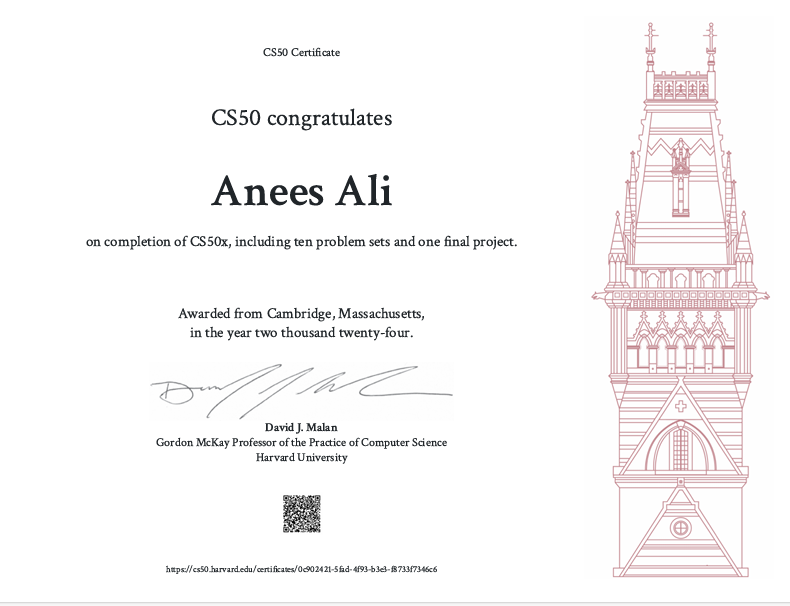 CS50 Certificate
CS50 congratulates
Anees Ali
on completion of CS50x, including ten problem sets and one final project.
Awarded from Cambridge, Massachusetts,
in the year two thousand twenty-four.
David J. Malan
Gordon McKay Professor of the Practice of Computer Science
Harvard University
https://cs50.harvard.edu/certificates/0c902421-5fad-4f93-b3e3-f8733f7346c6